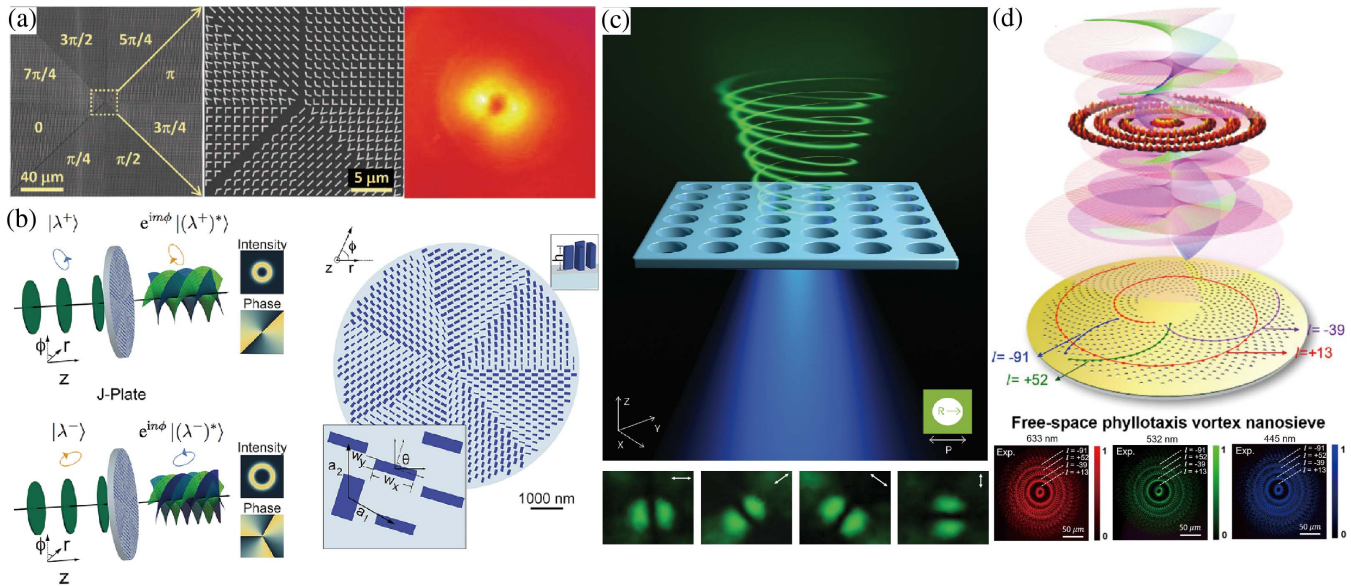 (a)
3π/2
5π/4
7π/4
π
0
3π/4
π/4
π/2
40 μm
5 μm
(b)
|λ⁺⟩
e^{imϕ}|(λ⁺)*⟩
Intensity
Phase
ϕ
r
z
J-Plate
|λ⁻⟩
e^{inϕ}|(λ⁻)*⟩
Intensity
Phase
ϕ
r
z
ϕ
z
r
h
θ
w_y
w_x
a₂
a₁
1000 nm
(c)
Z
Y
X
R
P
(d)
l= -39
l= -91
l=+13
l= +52
Free-space phyllotaxis vortex nanosieve
633 nm
532 nm
445 nm
Exp.
l = -91
l = +52
l = -39
l = +13
50 μm
1
0
Exp.
l = -91
l = +52
l = -39
l = +13
50 μm
1
0
Exp.
l = -91
l = +52
l = -39
l = +13
50 μm
1
0